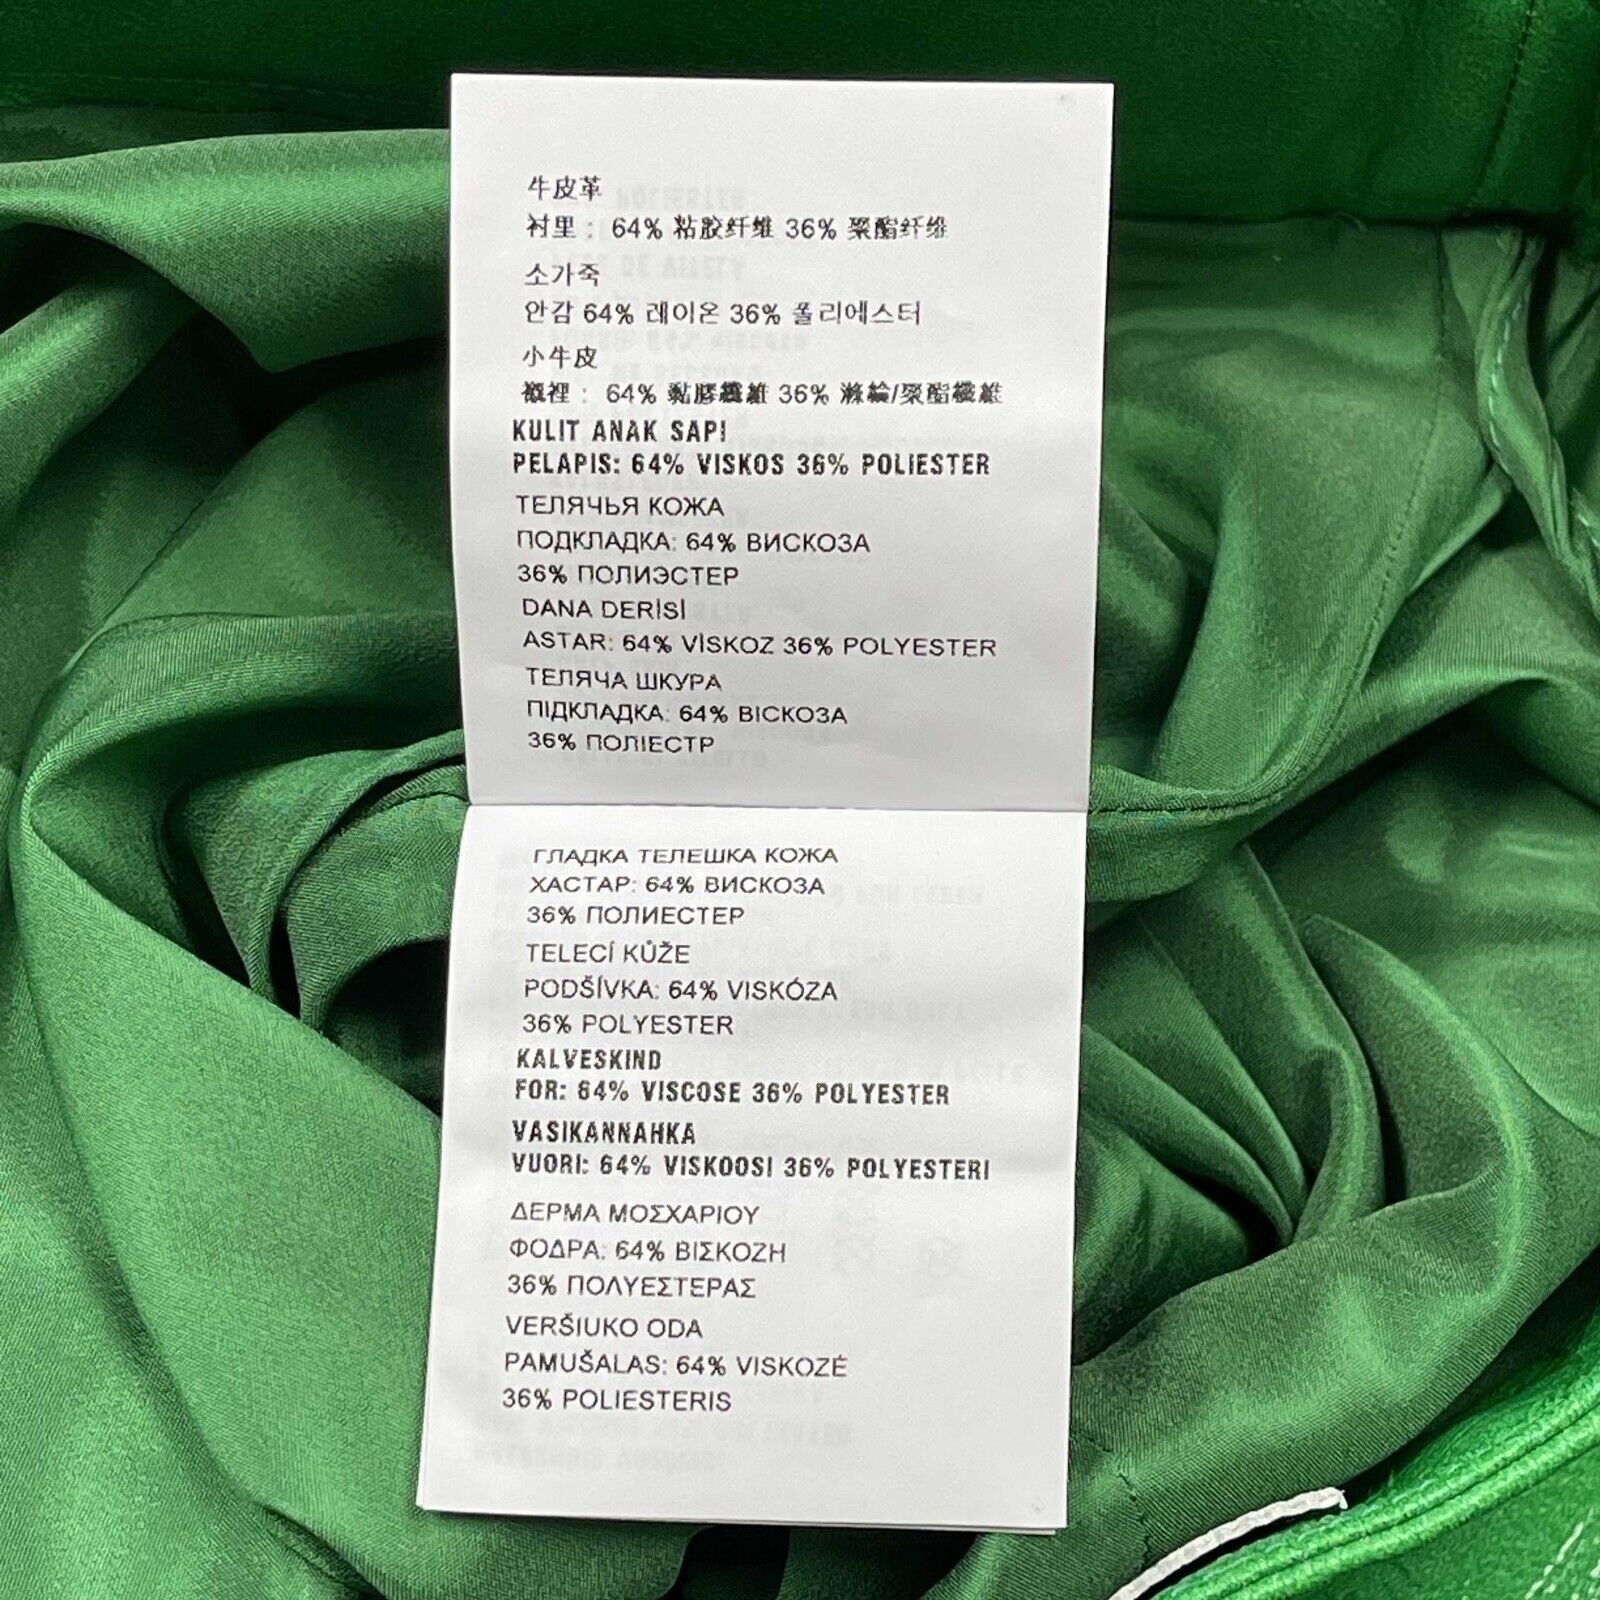 牛皮革
衬里： 64% 粘胶纤维 36% 聚酯纤维
소가죽
안감 64% 레이온 36% 폴리에스터
小牛皮
裡： 64% 黏膠纖維 36% 滌綸/聚酯纖維
KULIT ANAK SAPI
PELAPIS: 64% VISKOS 36% POLIESTER
ТЕЛЯЧЬЯ КОЖА
ПОДКЛАДКА: 64% ВИСКОЗА
36% ПОЛИЭСТЕР
DANA DERİSİ
ASTAR: 64% VİSKOZ 36% POLYESTER
ТЕЛЯЧА ШКУРА
ПІДКЛАДКА: 64% ВІСКОЗА
36% ПОЛІЕСТР
ГЛАДКА ТЕЛЕШКА КОЖА
ХАСТАР: 64% ВИСКОЗА
36% ПОЛИЕСТЕР
TELECÍ KŮŽE
PODŠÍVKA: 64% VISKÓZA
36% POLYESTER
KALVESKIND
FOR: 64% VISCOSE 36% POLYESTER
VASIKANNAHKA
VUORI: 64% VISKOOSI 36% POLYESTERI
ΔΕΡΜΑ ΜΟΣΧΑΡΙΟΥ
ΦΟΔΡΑ: 64% ΒΙΣΚΟΖΗ
36% ΠΟΛΥΕΣΤΕΡΑΣ
VERŠIUKO ODA
PAMUŠALAS: 64% VISKOZĖ
36% POLIESTERIS